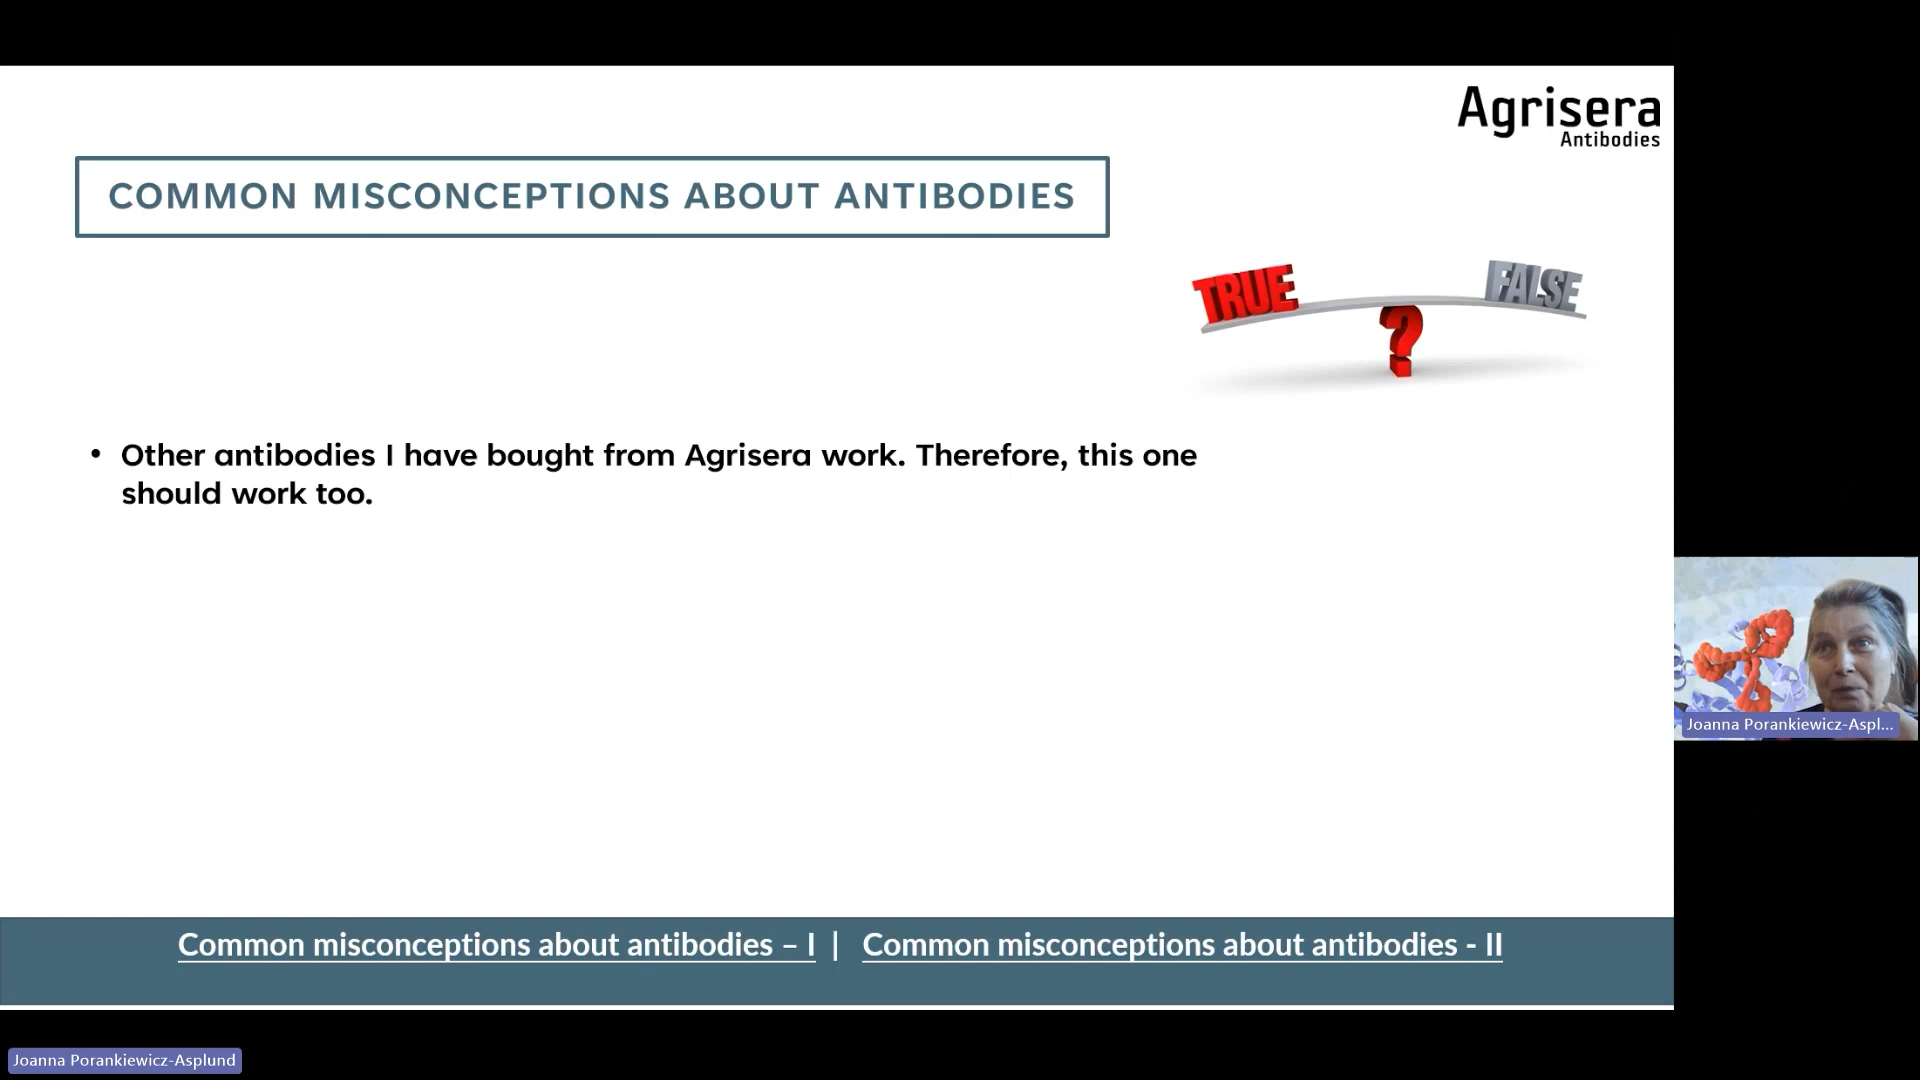 Agrisera
Antibodies
COMMON MISCONCEPTIONS ABOUT ANTIBODIES
TRUE
FALSE
?
• Other antibodies I have bought from Agrisera work. Therefore, this one
should work too.
Joanna Porankiewicz-Aspl...
Common misconceptions about antibodies – I | Common misconceptions about antibodies - II
Joanna Porankiewicz-Asplund